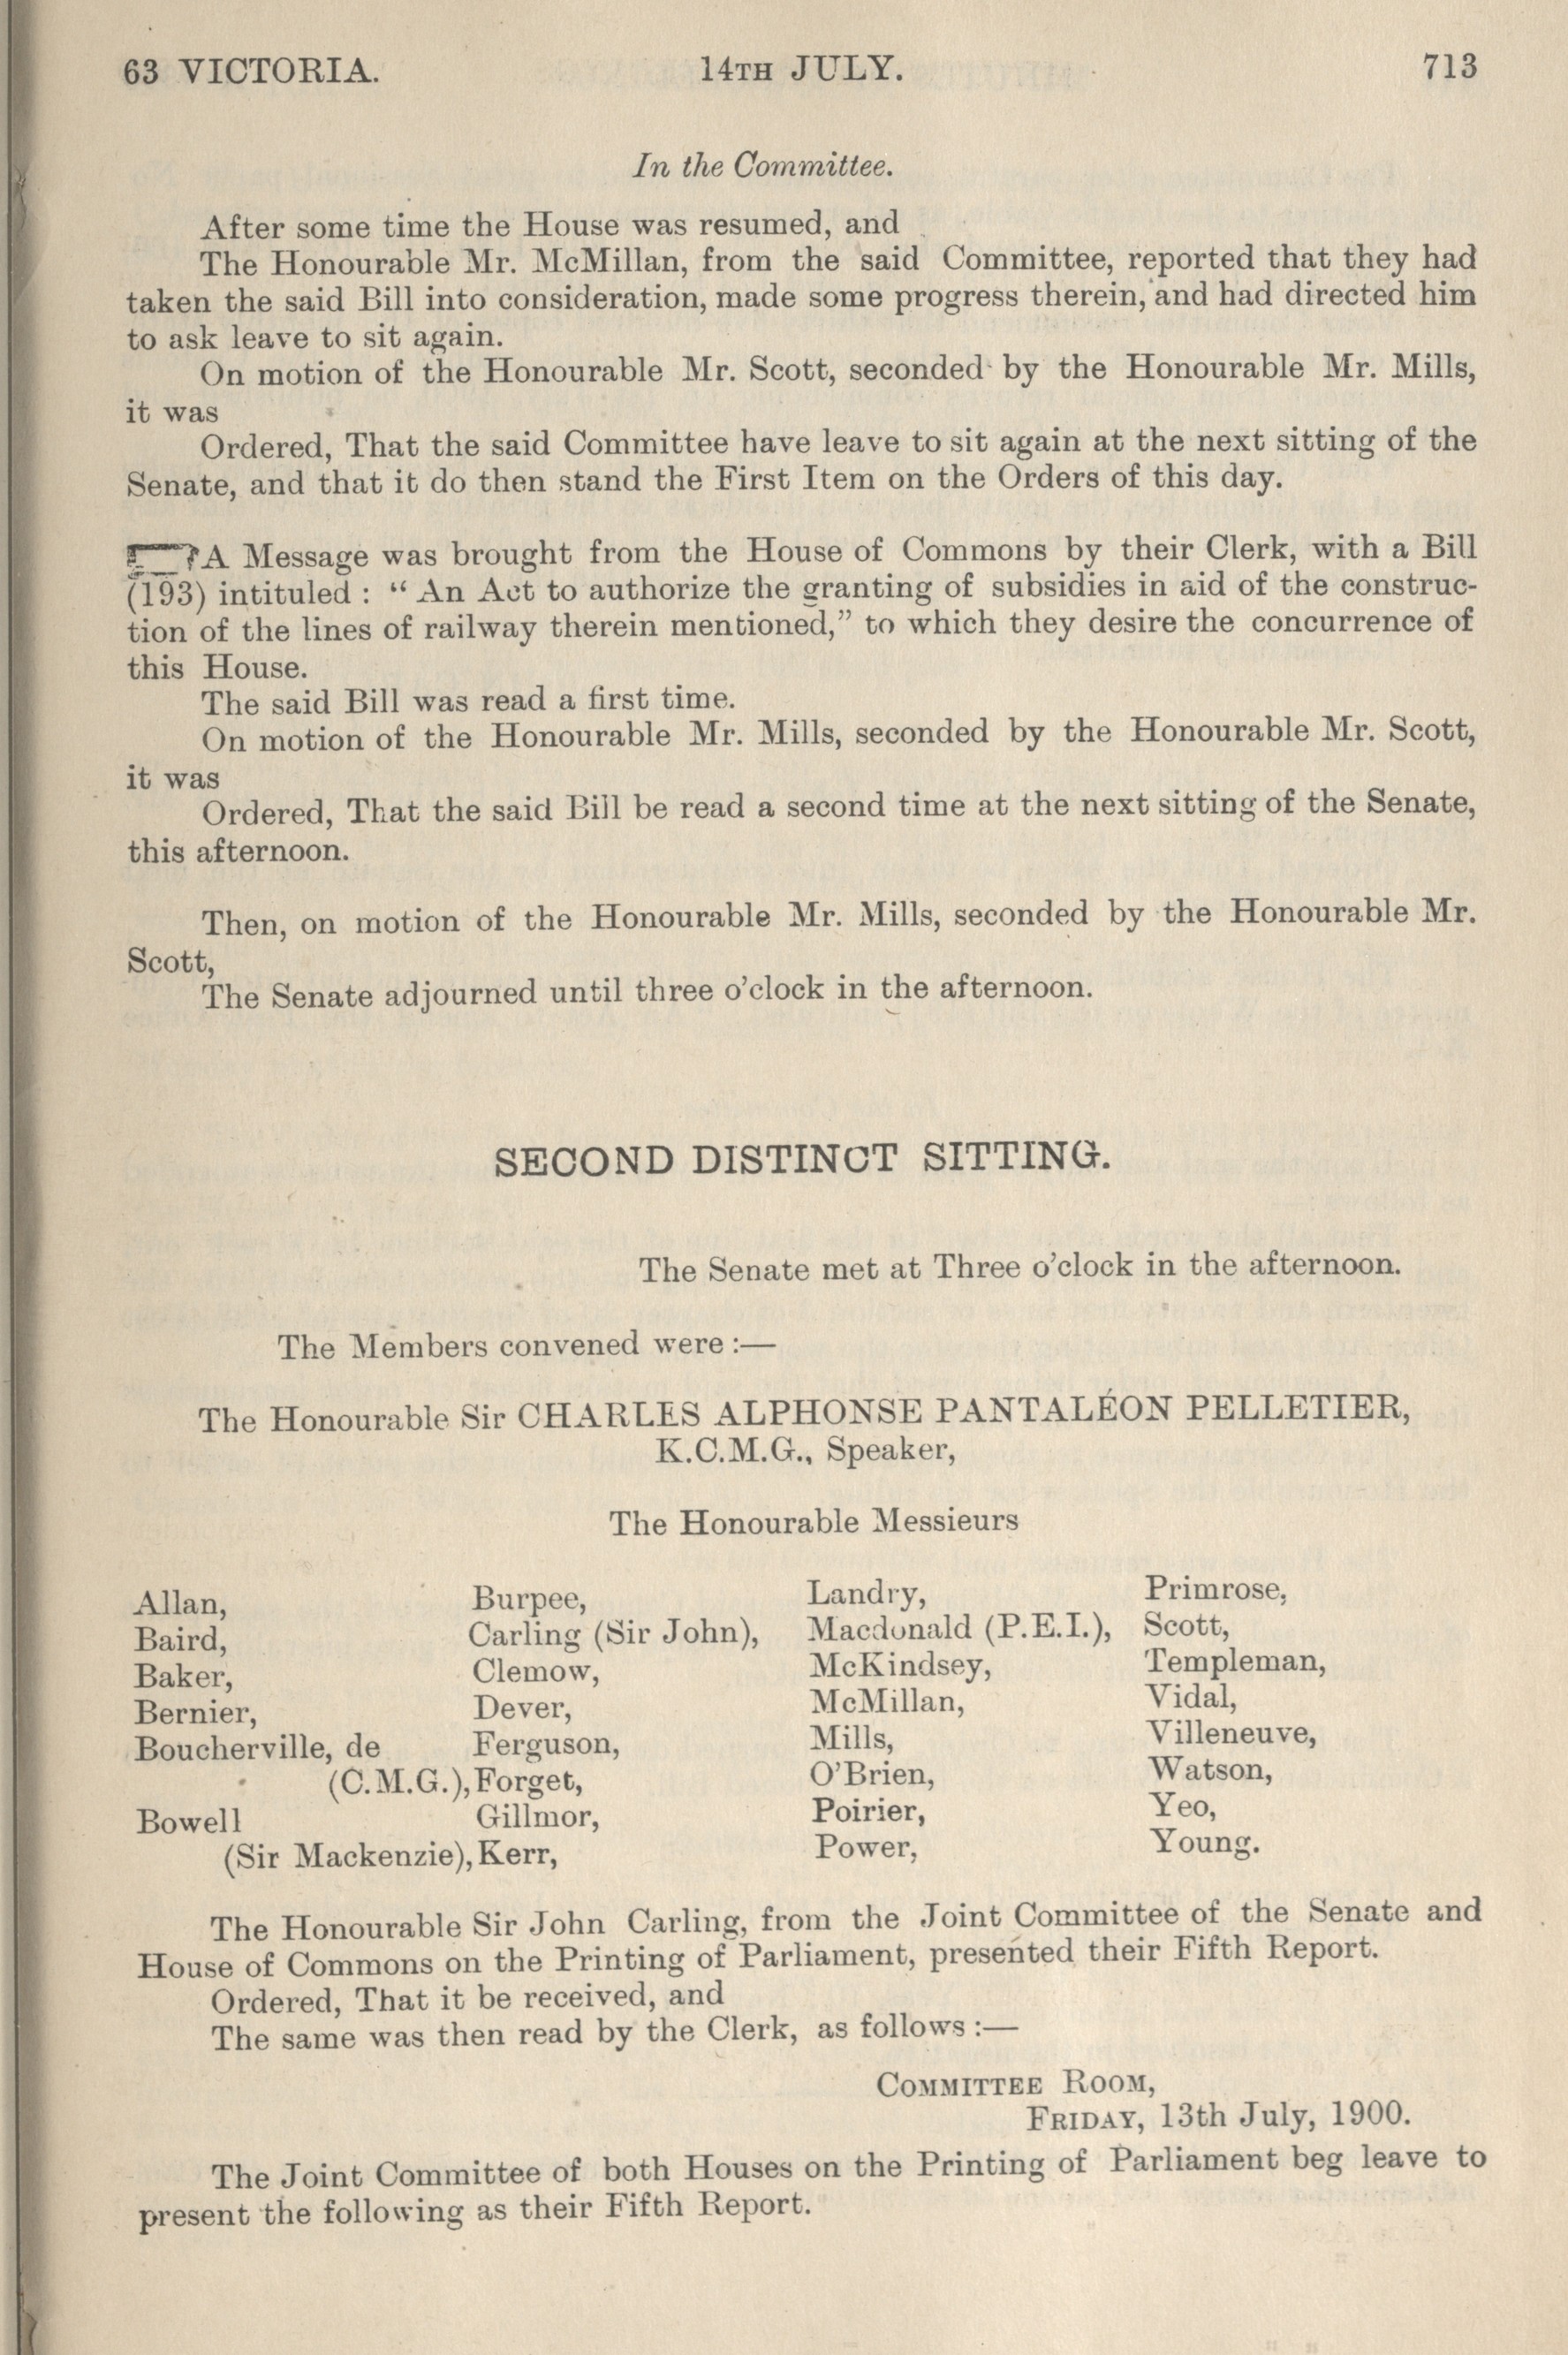 63 VICTORIA. 14TH JULY. 713
In the Committee.
After some time the House was resumed, and
The Honourable Mr. McMillan, from the said Committee, reported that they had
taken the said Bill into consideration, made some progress therein, and had directed him
to ask leave to sit again.
On motion of the Honourable Mr. Scott, seconded by the Honourable Mr. Mills,
it was
Ordered, That the said Committee have leave to sit again at the next sitting of the
Senate, and that it do then stand the First Item on the Orders of this day.
A Message was brought from the House of Commons by their Clerk, with a Bill
(193) intituled : “ An Act to authorize the granting of subsidies in aid of the construc-
tion of the lines of railway therein mentioned,” to which they desire the concurrence of
this House.
The said Bill was read a first time.
On motion of the Honourable Mr. Mills, seconded by the Honourable Mr. Scott,
it was
Ordered, That the said Bill be read a second time at the next sitting of the Senate,
this afternoon.
Then, on motion of the Honourable Mr. Mills, seconded by the Honourable Mr.
Scott,
The Senate adjourned until three o’clock in the afternoon.
SECOND DISTINCT SITTING.
The Senate met at Three o’clock in the afternoon.
The Members convened were :—
The Honourable Sir CHARLES ALPHONSE PANTALÉON PELLETIER,
K.C.M.G., Speaker,
The Honourable Messieurs
Allan, Burpee, Landry, Primrose,
Baird, Carling (Sir John), Macdonald (P.E.I.), Scott,
Baker, Clemow, McKindsey, Templeman,
Bernier, Dever, McMillan, Vidal,
Boucherville, de Ferguson, Mills, Villeneuve,
(C.M.G.), Forget, O’Brien, Watson,
Bowell Gillmor, Poirier, Yeo,
(Sir Mackenzie), Kerr, Power, Young.
The Honourable Sir John Carling, from the Joint Committee of the Senate and
House of Commons on the Printing of Parliament, presented their Fifth Report.
Ordered, That it be received, and
The same was then read by the Clerk, as follows :—
COMMITTEE ROOM,
FRIDAY, 13th July, 1900.
The Joint Committee of both Houses on the Printing of Parliament beg leave to
present the following as their Fifth Report.